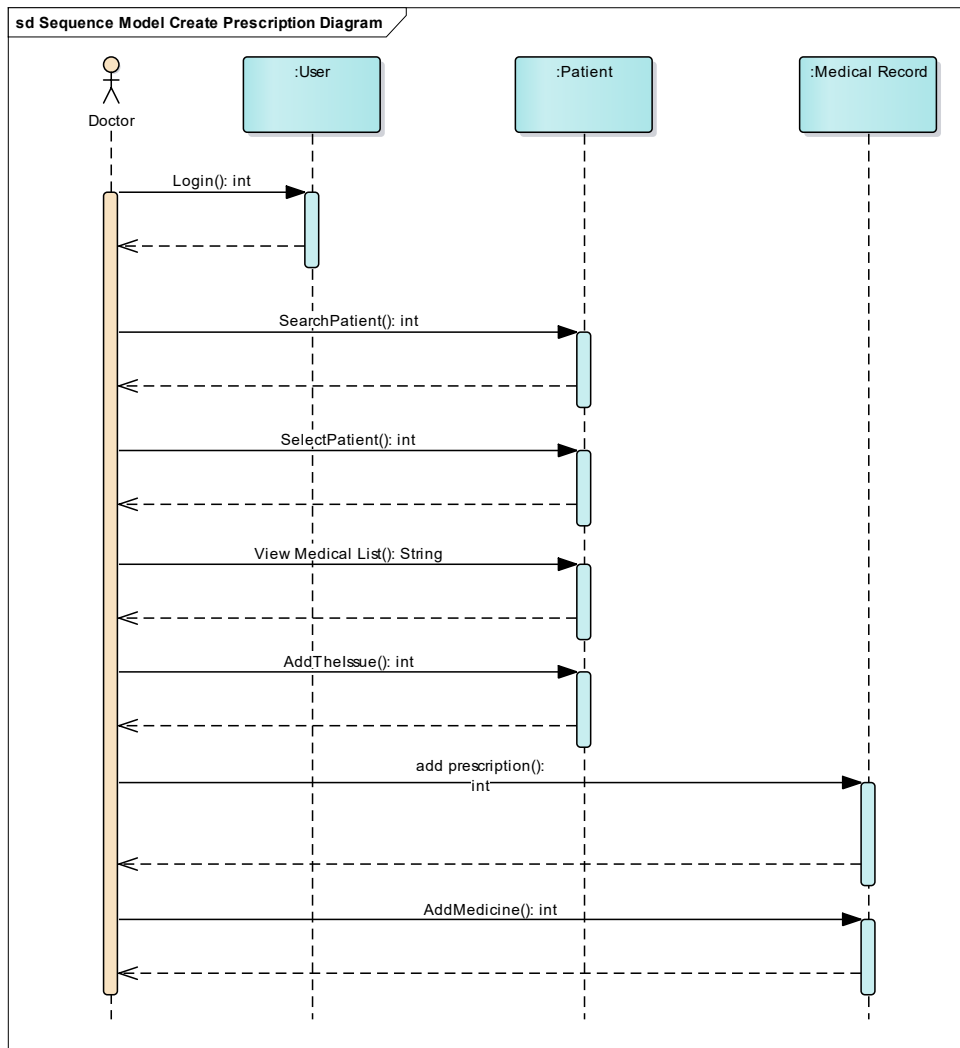 sd Sequence Model Create Prescription Diagram
:User
:Patient
:Medical Record
Doctor
Login(): int
SearchPatient(): int
SelectPatient(): int
View Medical List(): String
AddTheIssue(): int
add prescription():
int
AddMedicine(): int